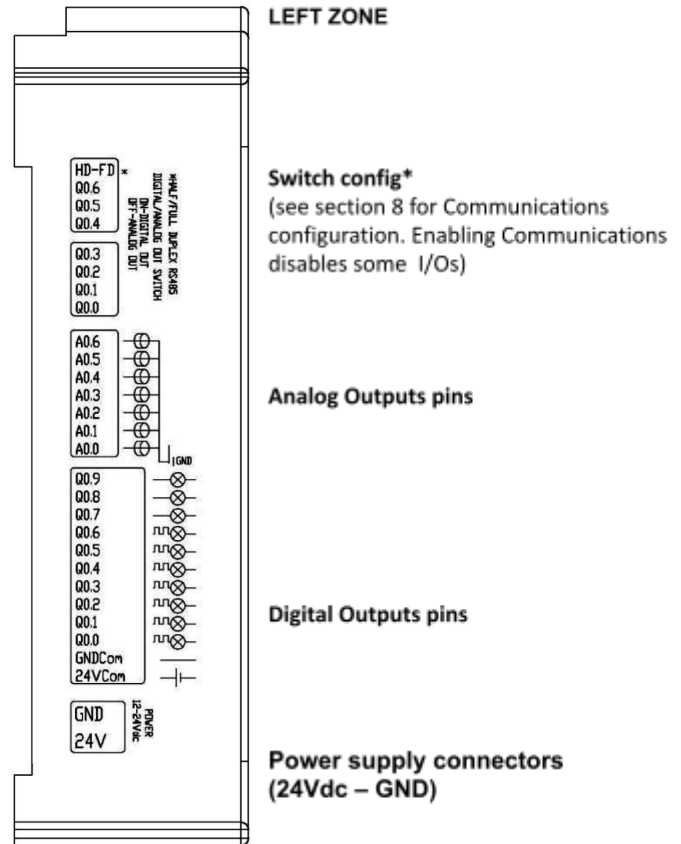 LEFT ZONE
HD-FD *
Q0.6
Q0.5
Q0.4
*HALF/FULL DUPLEX RS485
DIGITAL/ANALOG OUT SWITCH
ON-DIGITAL OUT
OFF-ANALOG OUT
Q0.3
Q0.2
Q0.1
Q0.0
Switch config*
(see section 8 for Communications
configuration. Enabling Communications
disables some I/Os)
A0.6
A0.5
A0.4
A0.3
A0.2
A0.1
A0.0
GND
Analog Outputs pins
Q0.9
Q0.8
Q0.7
Q0.6
Q0.5
Q0.4
Q0.3
Q0.2
Q0.1
Q0.0
GNDCom
24VCom
Digital Outputs pins
GND
24V
POWER
12-24Vdc
Power supply connectors
(24Vdc – GND)